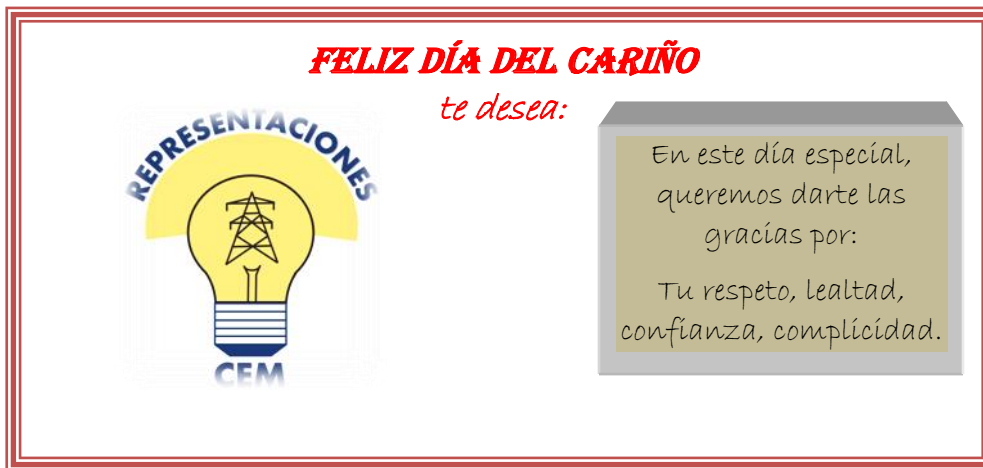 FELIZ DÍA DEL CARIÑO
te desea:
REPRESENTACIONES
CEM
En este día especial,
queremos darte las
gracias por:
Tu respeto, lealtad,
confianza, complicidad.